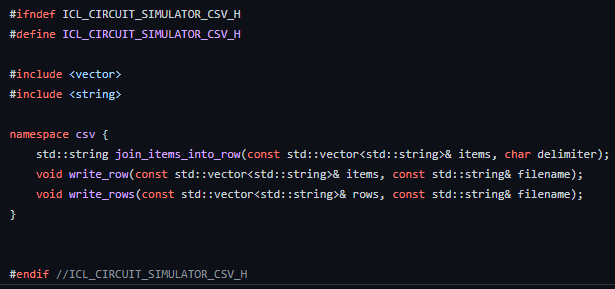 #ifndef ICL_CIRCUIT_SIMULATOR_CSV_H
#define ICL_CIRCUIT_SIMULATOR_CSV_H
#include <vector>
#include <string>
namespace csv {
    std::string join_items_into_row(const std::vector<std::string>& items, char delimiter);
    void write_row(const std::vector<std::string>& items, const std::string& filename);
    void write_rows(const std::vector<std::string>& rows, const std::string& filename);
}
#endif //ICL_CIRCUIT_SIMULATOR_CSV_H